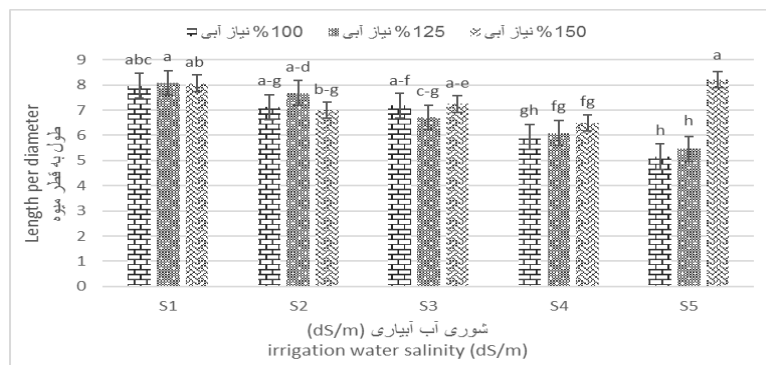 %100 نیاز آبی %125 نیاز آبی %150 نیاز آبی
Length per diameter
طول به قطر میوه
9
8
7
6
5
4
3
2
1
0
abc a ab
a-g a-d b-g
a-f c-g a-e
gh fg fg
h h a
S1 S2 S3 S4 S5
شوری آب آبیاری (dS/m)
irrigation water salinity (dS/m)